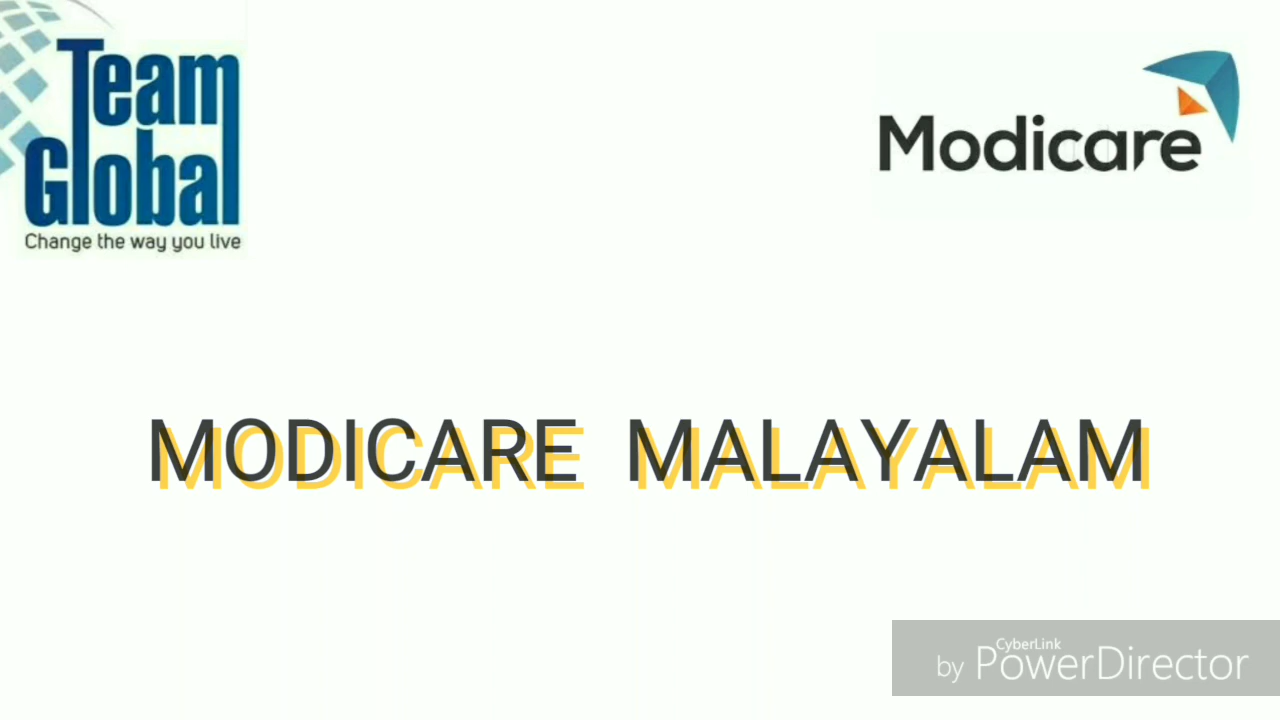 Team
Global
Change the way you live
Modicare
MODICARE MALAYALAM
CyberLink
by PowerDirector